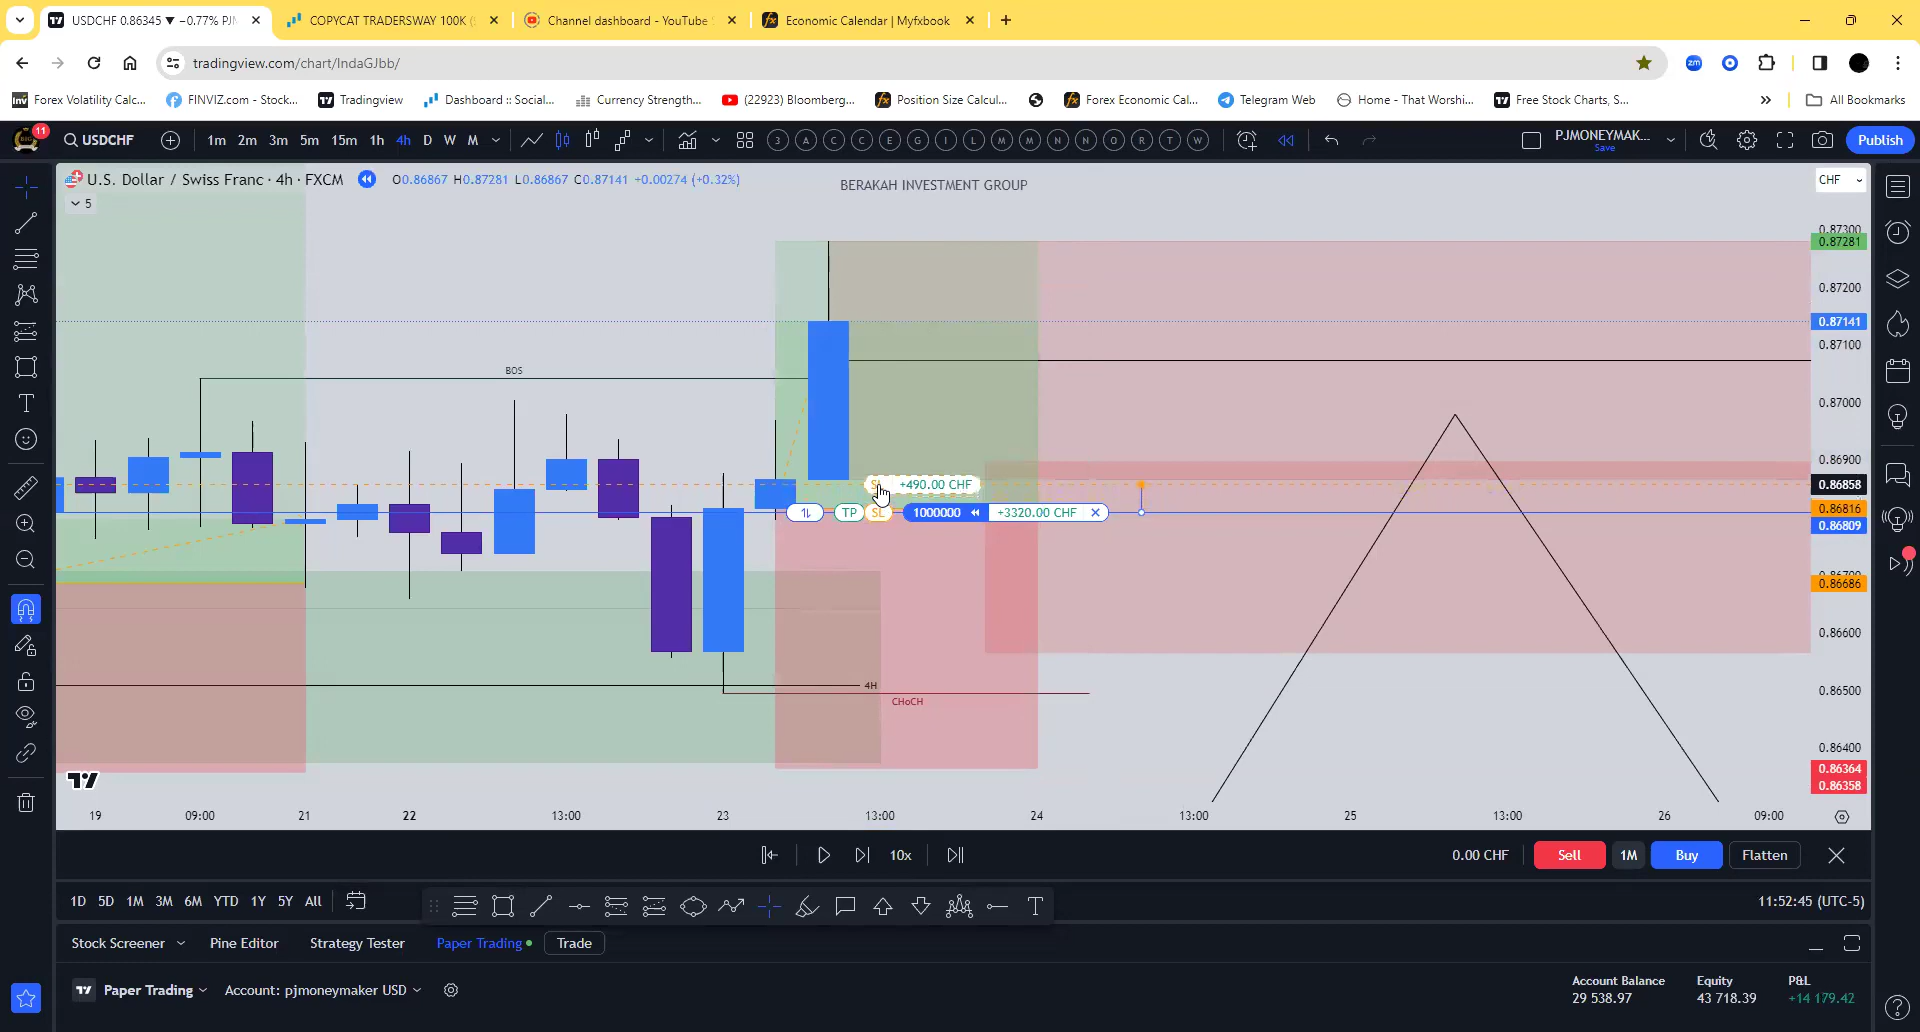 USDCHF 0.86345 ▼ −0.77% PJM
COPYCAT TRADERSWAY 100K (
Channel dashboard - YouTube
Economic Calendar | Myfxbook
tradingview.com/chart/IndaGJbb/
Forex Volatility Calc...
FINVIZ.com - Stock...
Tradingview
Dashboard :: Social...
Currency Strength...
(22923) Bloomberg...
Position Size Calcul...
Forex Economic Cal...
Telegram Web
Home - That Worshi...
Free Stock Charts, S...
All Bookmarks
11
USDCHF
1m 2m 3m 5m 15m 1h 4h D W M
3 A C C E G I L M M N N O R T W
PJMONEYMAK...
Save
Publish
U.S. Dollar / Swiss Franc · 4h · FXCM
O0.86867 H0.87281 L0.86867 C0.87141 +0.00274 (+0.32%)
BERAKAH INVESTMENT GROUP
CHF
5
0.87300
0.87281
0.87200
0.87141
0.87100
BOS
0.87000
0.86900
SL +490.00 CHF
0.86858
0.86816
TP SL 1000000 +3320.00 CHF
0.86809
0.86700
0.86686
0.86600
4H
0.86500
CHoCH
0.86400
0.86364
0.86358
19 09:00 21 22 13:00 23 13:00 24 13:00 25 13:00 26 09:00
10x
0.00 CHF
Sell
1M
Buy
Flatten
1D 5D 1M 3M 6M YTD 1Y 5Y All
11:52:45 (UTC-5)
Stock Screener
Pine Editor
Strategy Tester
Paper Trading
Trade
Paper Trading
Account: pjmoneymaker USD
Account Balance
29 538.97
Equity
43 718.39
P&L
+14 179.42